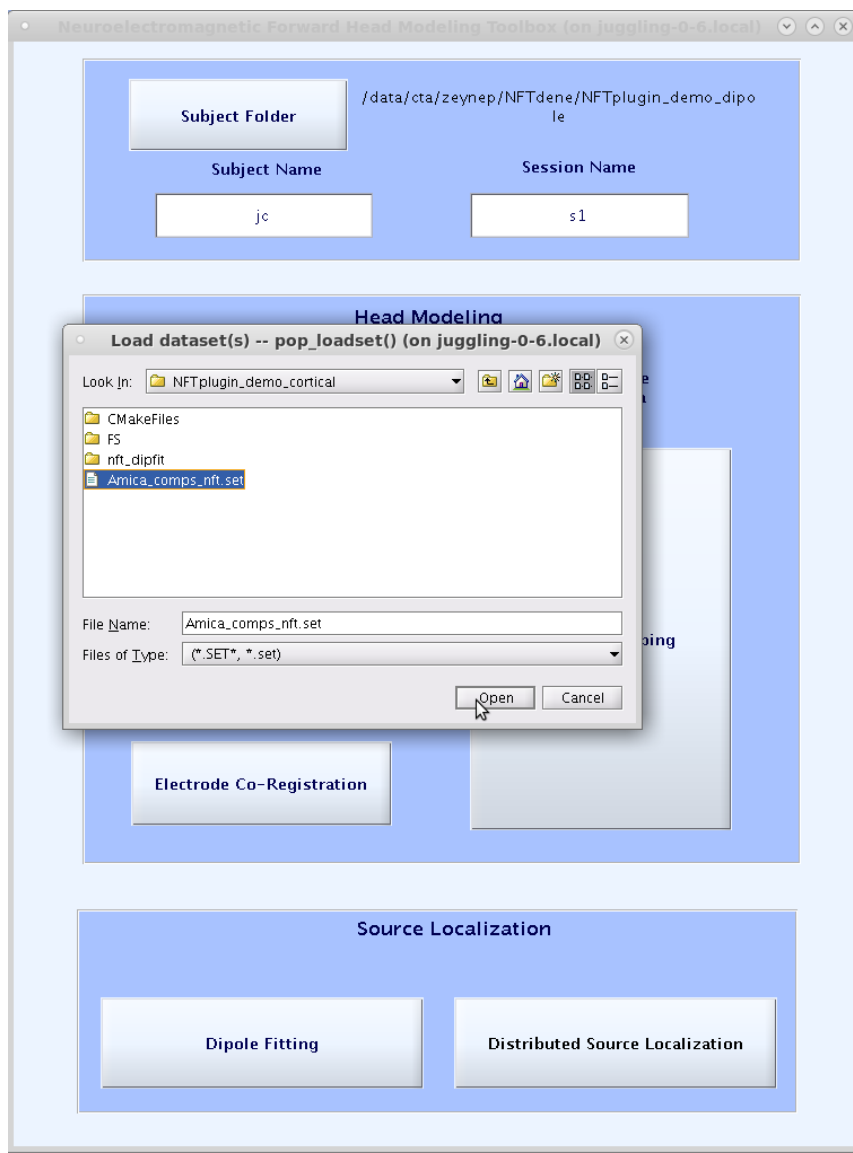 Neuroelectromagnetic Forward Head Modeling Toolbox (on juggling-0-6.local)
Subject Folder
/data/cta/zeynep/NFTdene/NFTplugin_demo_dipo
le
Subject Name
Session Name
jc
s1
Head Modeling
Load dataset(s) -- pop_loadset() (on juggling-0-6.local)
Look In:
NFTplugin_demo_cortical
CMakeFiles
FS
nft_dipfit
Amica_comps_nft.set
File Name:
Amica_comps_nft.set
Files of Type:
(*.SET*, *.set)
Open
Cancel
Electrode Co-Registration
Source Localization
Dipole Fitting
Distributed Source Localization